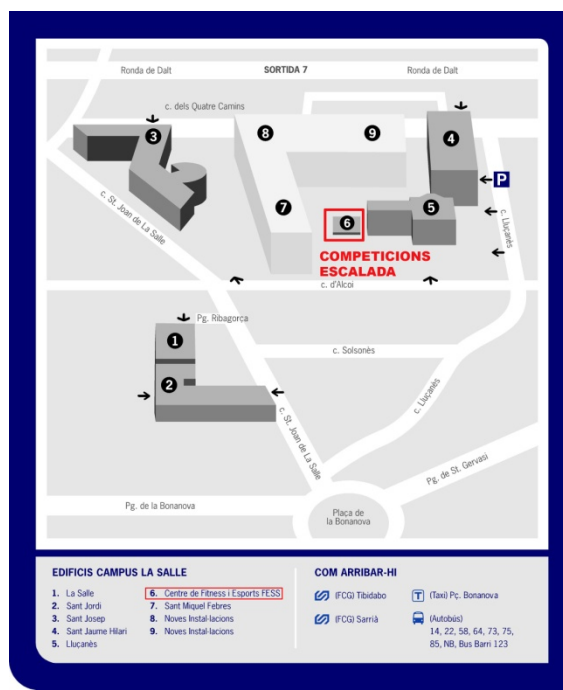 Ronda de Dalt
SORTIDA 7
Ronda de Dalt
c. dels Quatre Camins
3
8
9
4
P
c. St. Joan de La Salle
7
6
5
c. Lluçanès
COMPETICIONS
ESCALADA
c. d'Alcoi
Pg. Ribagorça
1
c. Solsonès
2
c. Lluçanès
c. St. Joan de La Salle
Pg. de St. Gervasi
Pg. de la Bonanova
Plaça de
la Bonanova
EDIFICIS CAMPUS LA SALLE
1. La Salle
2. Sant Jordi
3. Sant Josep
4. Sant Jaume Hilari
5. Lluçanès
6. Centre de Fitness i Esports FESS
7. Sant Miquel Febres
8. Noves Instal·lacions
9. Noves Instal·lacions
COM ARRIBAR-HI
(FCG) Tibidabo
(FCG) Sarrià
T (Taxi) Pç. Bonanova
(Autobús)
14, 22, 58, 64, 73, 75,
85, NB, Bus Barri 123